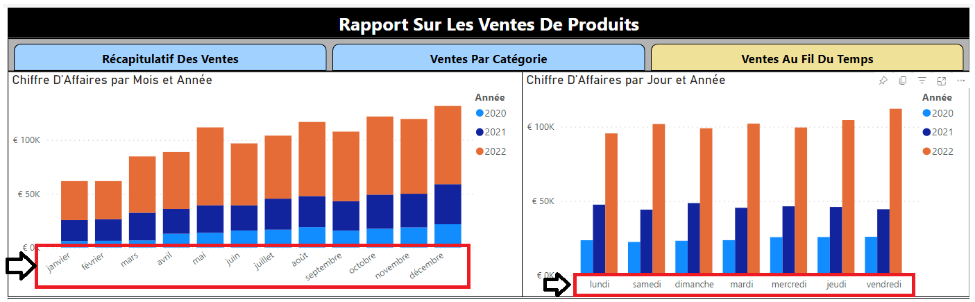 Rapport Sur Les Ventes De Produits
Récapitulatif Des Ventes
Ventes Par Catégorie
Ventes Au Fil Du Temps
Chiffre D'Affaires par Mois et Année
Année
2020
2021
2022
€ 100K
€ 50K
€ 0K
janvier
février
mars
avril
mai
juin
juillet
août
septembre
octobre
novembre
décembre
Chiffre D'Affaires par Jour et Année
Année
2020
2021
2022
€ 100K
€ 50K
€ 0K
lundi
samedi
dimanche
mardi
mercredi
jeudi
vendredi